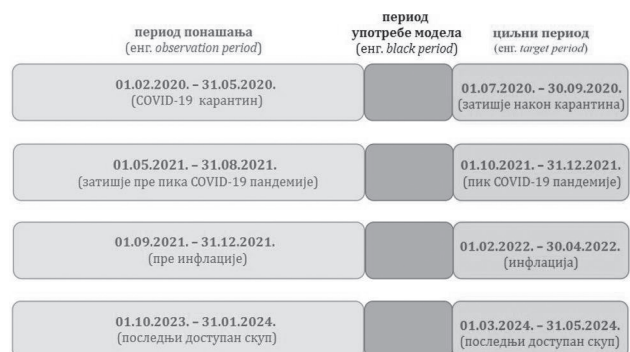 период понашања
(енг. observation period)
период
употребе модела
(енг. black period)
циљни период
(енг. target period)
01.02.2020. – 31.05.2020.
(COVID-19 карантин)
01.07.2020. – 30.09.2020.
(затишје након карантина)
01.05.2021. – 31.08.2021.
(затишје пре пика COVID-19 пандемије)
01.10.2021. – 31.12.2021.
(пик COVID-19 пандемије)
01.09.2021. – 31.12.2021.
(пре инфлације)
01.02.2022. – 30.04.2022.
(инфлација)
01.10.2023. – 31.01.2024.
(последњи доступан скуп)
01.03.2024. – 31.05.2024.
(последњи доступан скуп)